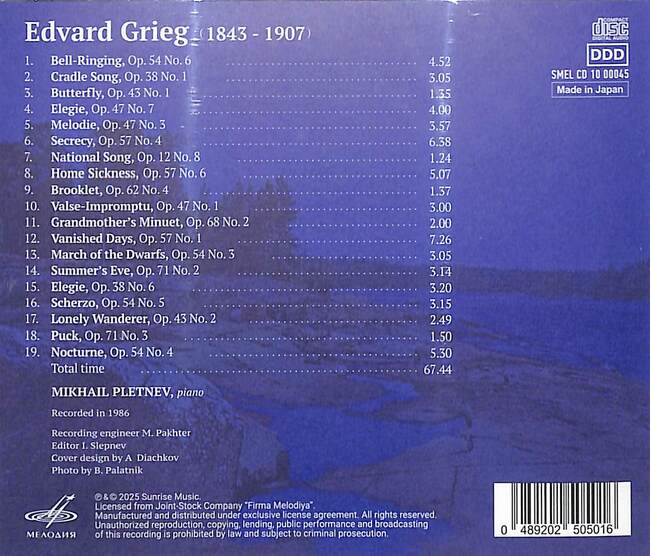 Edvard Grieg (1843 - 1907)
COMPACT
disc
DIGITAL AUDIO
DDD
SMEL CD 10 00045
Made in Japan
1. Bell-Ringing, Op. 54 No. 6 4.52
2. Cradle Song, Op. 38 No. 1 3.05
3. Butterfly, Op. 43 No. 1 1.35
4. Elegie, Op. 47 No. 7 4.00
5. Melodie, Op. 47 No. 3 3.57
6. Secrecy, Op. 57 No. 4 6.38
7. National Song, Op. 12 No. 8 1.24
8. Home Sickness, Op. 57 No. 6 5.07
9. Brooklet, Op. 62 No. 4 1.37
10. Valse-Impromptu, Op. 47 No. 1 3.00
11. Grandmother's Minuet, Op. 68 No. 2 2.00
12. Vanished Days, Op. 57 No. 1 7.26
13. March of the Dwarfs, Op. 54 No. 3 3.05
14. Summer's Eve, Op. 71 No. 2 3.14
15. Elegie, Op. 38 No. 6 3.20
16. Scherzo, Op. 54 No. 5 3.15
17. Lonely Wanderer, Op. 43 No. 2 2.49
18. Puck, Op. 71 No. 3 1.50
19. Nocturne, Op. 54 No. 4 5.30
Total time 67.44
MIKHAIL PLETNEV, piano
Recorded in 1986
Recording engineer M. Pakhter
Editor I. Slepnev
Cover design by A. Diachkov
Photo by B. Palatnik
МЕЛОДИЯ
℗ & © 2025 Sunrise Music.
Licensed from Joint-Stock Company "Firma Melodiya".
Manufactured and distributed under exclusive license agreement. All rights reserved.
Unauthorized reproduction, copying, lending, public performance and broadcasting
of this recording is prohibited by law and subject to criminal prosecution.
0 489202 505016